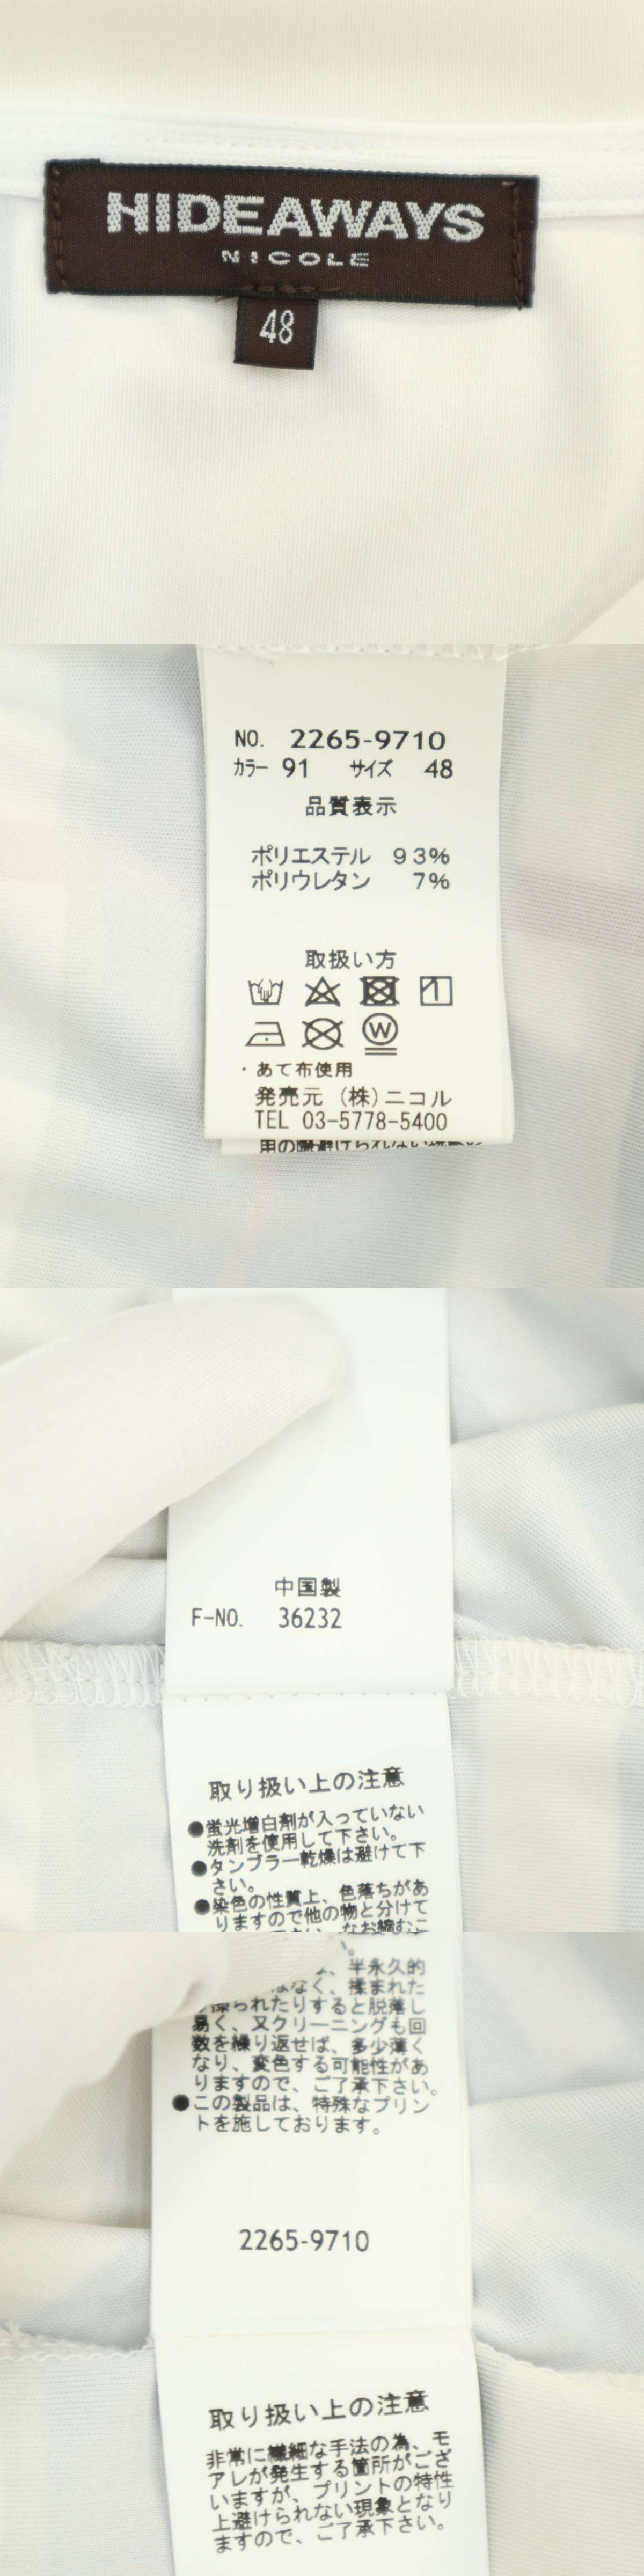 HIDEAWAYS
NICOLE
48
NO. 2265-9710
カラー 91 サイズ 48
品質表示
ポリエステル 93%
ポリウレタン 7%
取扱い方
W
・あて布使用
発売元 (株)ニコル
TEL 03-5778-5400
中国製
F-NO. 36232
取り扱い上の注意
●蛍光増白剤が入っていない
洗剤を使用して下さい。
●タンブラー乾燥は避けて下
さい。
●染色の性質上、色落ちがあ
りますので他の物と分けて
、半永久的
なく、揉まれた
られたりすると脱落し
易く、又クリーニングも回
数を繰り返せば、多少薄く
なり、変色する可能性があ
りますので、ご了承下さい。
●この製品は、特殊なプリン
トを施しております。
2265-9710
取り扱い上の注意
非常に繊細な手法の為、モ
アレが発生する箇所がござ
いますが、プリントの特性
上避けられない現象となり
ますので、ご了承下さい。